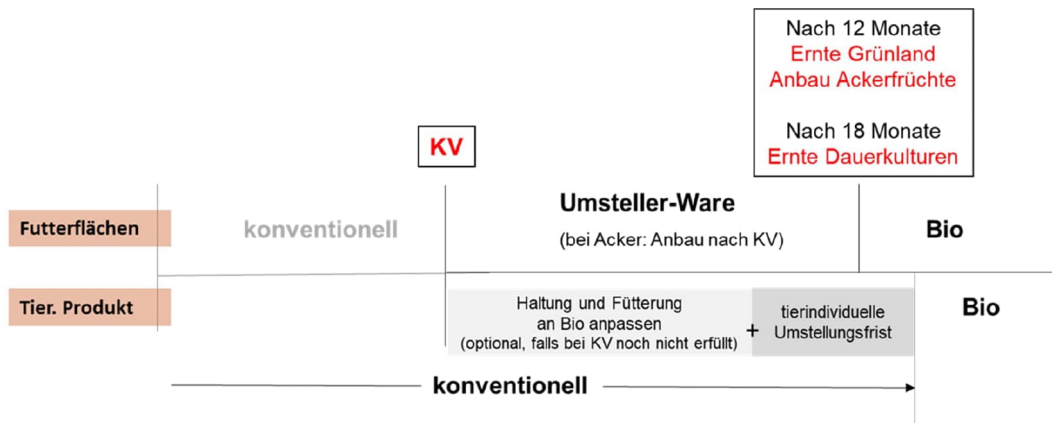 Nach 12 Monate
Ernte Grünland
Anbau Ackerfrüchte
Nach 18 Monate
Ernte Dauerkulturen
KV
Futterflächen
konventionell
Umsteller-Ware
(bei Acker: Anbau nach KV)
Bio
Tier. Produkt
Haltung und Fütterung
an Bio anpassen
(optional, falls bei KV noch nicht erfüllt)
+
tierindividuelle
Umstellungsfrist
Bio
konventionell